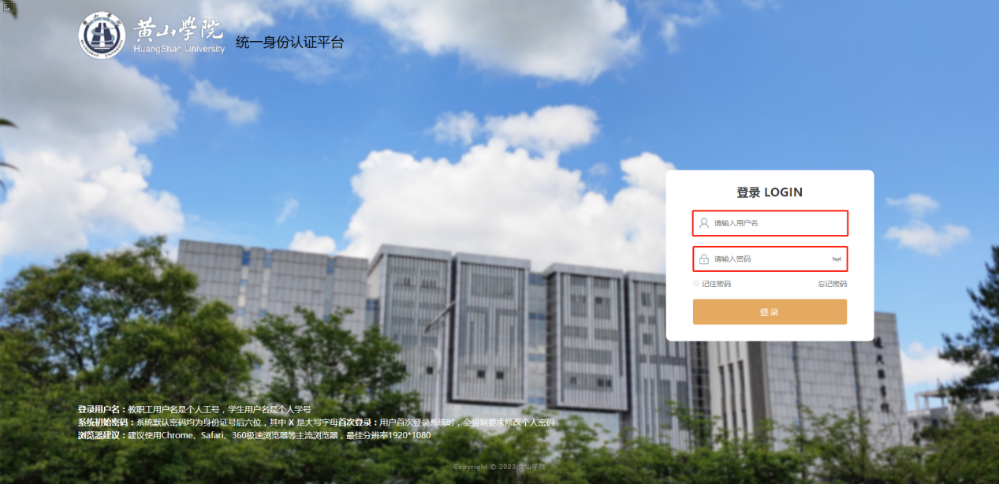 黄山學院
HuangShan University
统一身份认证平台
登录 LOGIN
请输入用户名
请输入密码
记住密码
忘记密码
登录
登录用户名：教职工用户名是个人工号，学生用户名是个人学号
系统初始密码：系统默认密码均为身份证号后六位，其中 X 是大写字母首次登录：用户首次登录系统时，会强制要求修改个人密码
浏览器建议：建议使用Chrome、Safari、360极速浏览器等主流浏览器，最佳分辨率1920*1080
Copyright © 2023 黄山学院